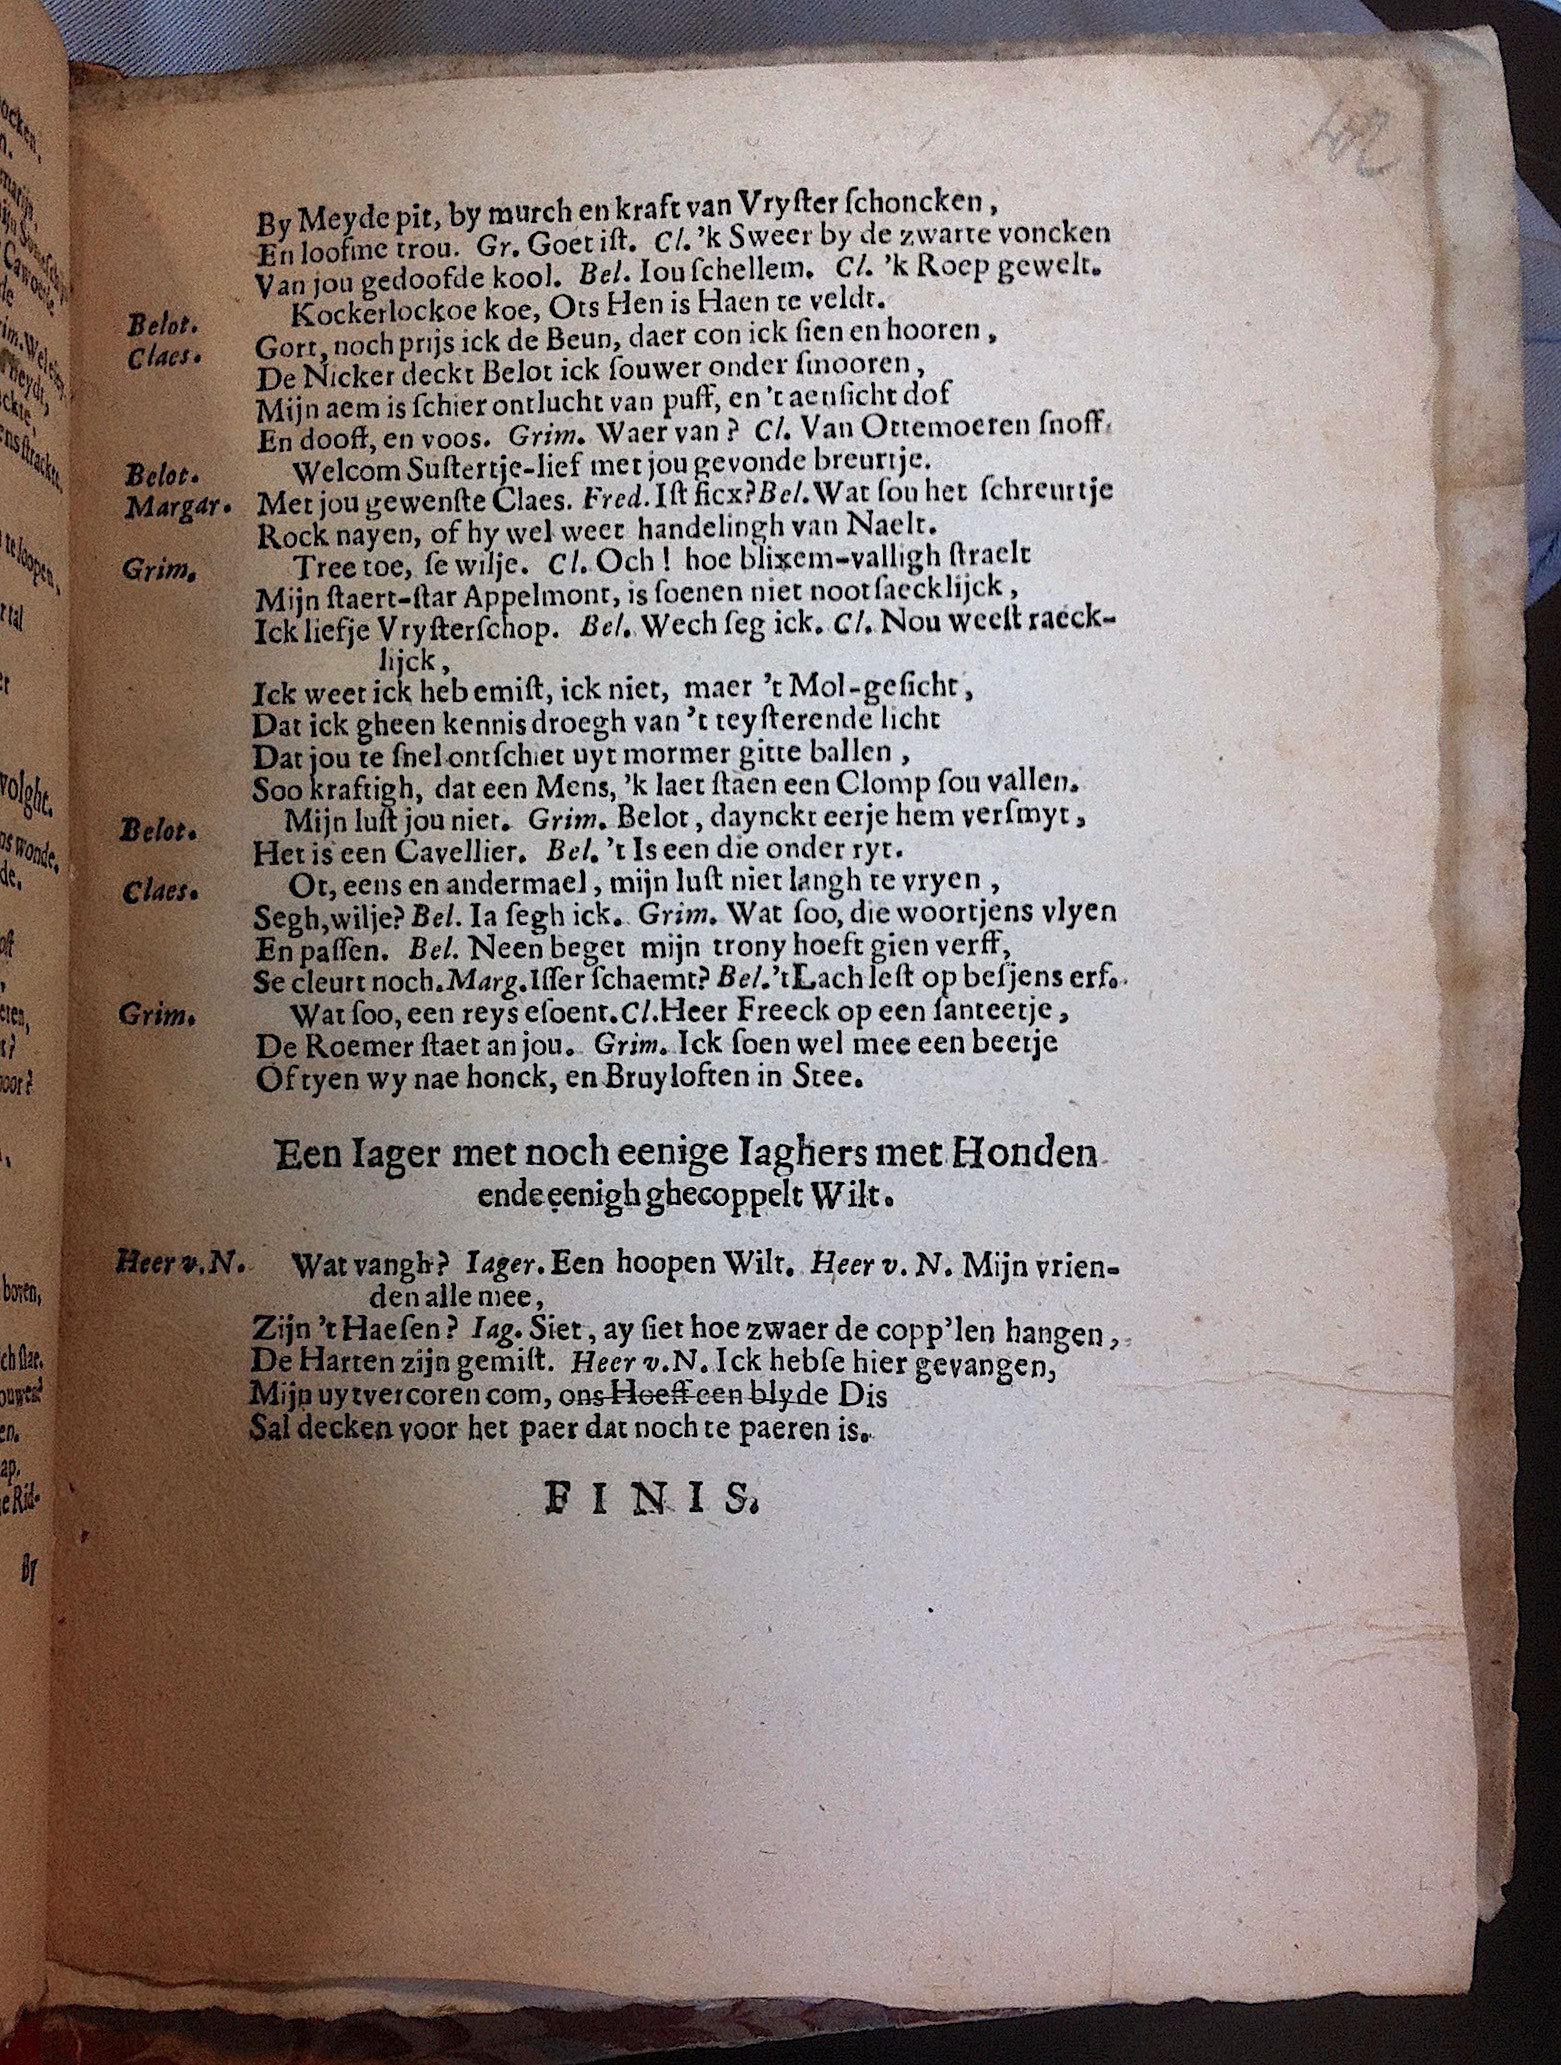 402
By Meyde pit, by murch en kraft van Vryſter ſchoncken,
En looſme trou. Gr. Goet iſt. Cl. 'k Sweer by de zwarte voncken
Van jou gedoofde kool. Bel. Iou ſchellem. Cl. 'k Roep gewelt.
Belot. Kockerlockoe koe, Ots Hen is Haen te veldt.
Claes. Gort, noch prijs ick de Beun, daer con ick ſien en hooren,
De Nicker deckt Belot ick ſouwer onder ſmooren,
Mijn aem is ſchier ontlucht van puff, en 't aenſicht dof
En dooff, en voos. Grim. Waer van? Cl. Van Ottemoeren ſnoff.
Belot. Welcom Suſtertje-lief met jou gevonde breurtje.
Margar. Met jou gewenſte Claes. Fred. Iſt ficx? Bel. Wat ſou het ſchreurtje
Rock nayen, of hy wel weet handelingh van Naelt.
Grim. Tree toe, ſe wilje. Cl. Och! hoe blixem-valligh ſtraelt
Mijn ſtaert-ſtar Appelmont, is ſoenen niet nootſaecklijck,
Ick liefje Vryſterſchop. Bel. Wech ſeg ick. Cl. Nou weeſt raeck-
lijck,
Ick weet ick heb emiſt, ick niet, maer 't Mol-geſicht,
Dat ick gheen kennis droegh van 't teyſterende licht
Dat jou te ſnel ontſchiet uyt mormer gitte ballen,
Soo kraftigh, dat een Mens, 'k laet ſtaen een Clomp ſou vallen.
Belot. Mijn luſt jou niet. Grim. Belot, daynckt eerje hem verſmyt,
Het is een Cavellier. Bel. 't Is een die onder ryt.
Claes. Ot, eens en andermael, mijn luſt niet langh te vryen,
Segh, wilje? Bel. Ia ſegh ick. Grim. Wat ſoo, die woortjens vlyen
En paſſen. Bel. Neen beget mijn trony hoeft gien verff,
Se cleurt noch. Marg. Iſſer ſchaemt? Bel. 't Lach leſt op beſjens erf.
Grim. Wat ſoo, een reys eſoent. Cl. Heer Freeck op een ſanteetje,
De Roemer ſtaet an jou. Grim. Ick ſoen wel mee een beetje
Of tyen wy nae honck, en Bruyloften in Stee.
Een Iager met noch eenige Iaghers met Honden
ende eenigh ghecoppelt Wilt.
Heer v. N. Wat vangh? Iager. Een hoopen Wilt. Heer v. N. Mijn vrien-
den alle mee,
Zijn 't Haeſen? Iag. Siet, ay ſiet hoe zwaer de copp'len hangen,
De Harten zijn gemiſt. Heer v. N. Ick hebſe hier gevangen,
Mijn uytvercoren com, ons Hoeff een blyde Dis
Sal decken voor het paer dat noch te paeren is.
FINIS.